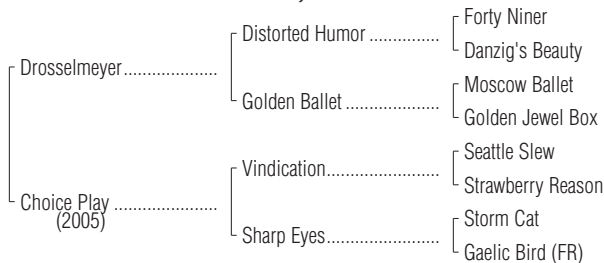 Forty Niner
Distorted Humor ...............
Danzig's Beauty
Drosselmeyer....................
Moscow Ballet
Golden Ballet ....................
Golden Jewel Box
Seattle Slew
Vindication........................
Strawberry Reason
Choice Play ......................
(2005)
Storm Cat
Sharp Eyes........................
Gaelic Bird (FR)